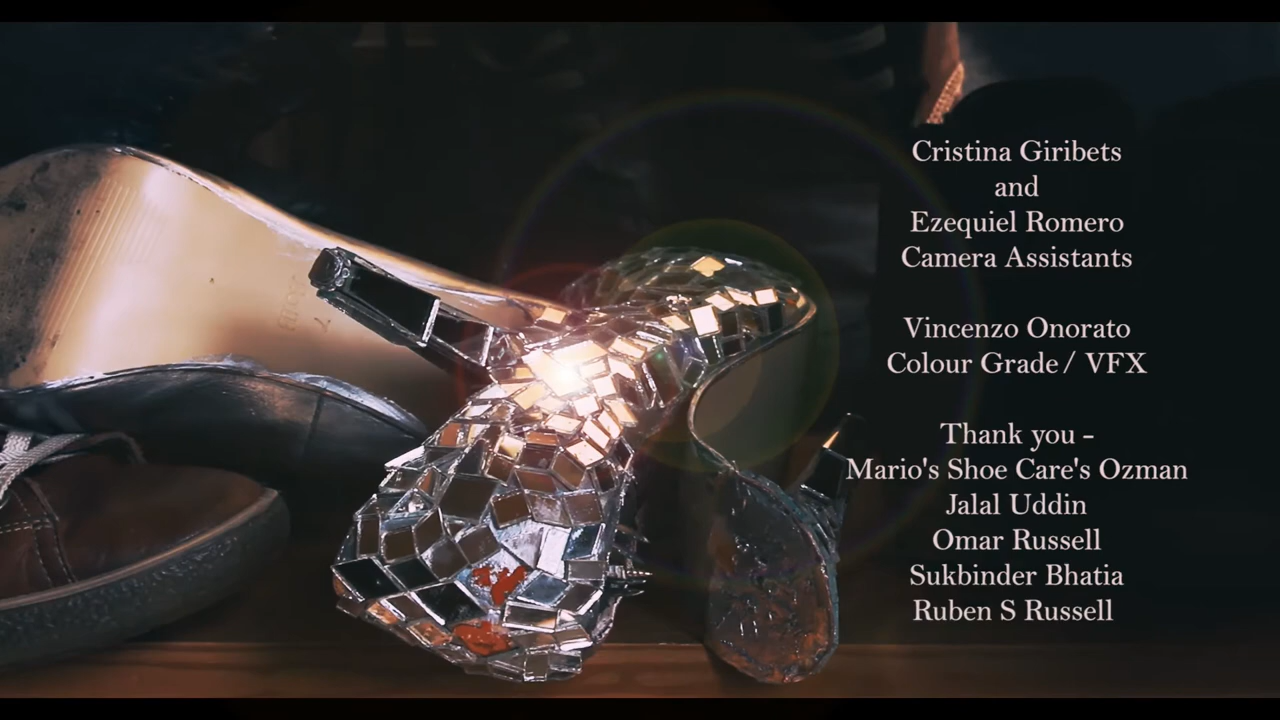 Cristina Giribets
and
Ezequiel Romero
Camera Assistants
Vincenzo Onorato
Colour Grade / VFX
Thank you -
Mario's Shoe Care's Ozman
Jalal Uddin
Omar Russell
Sukbinder Bhatia
Ruben S Russell